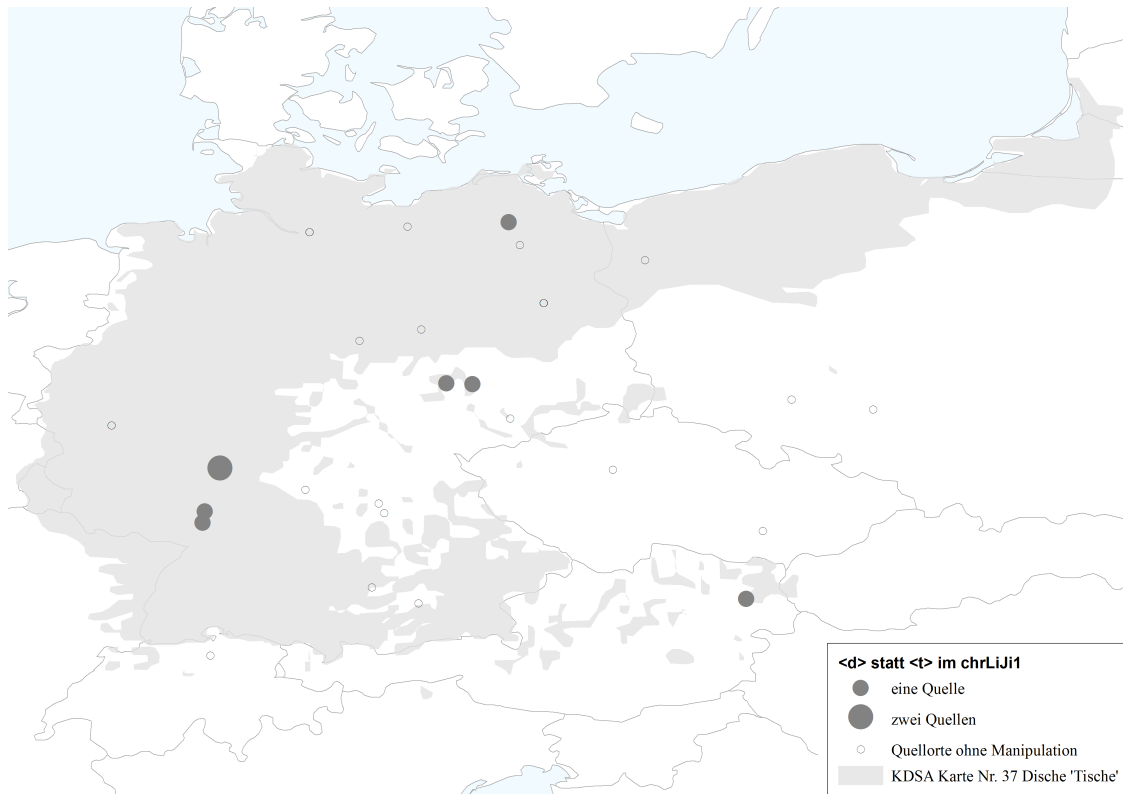 <d> statt <t> im chrLiJi1
eine Quelle
zwei Quellen
Quellorte ohne Manipulation
KDSA Karte Nr. 37 Dische 'Tische'